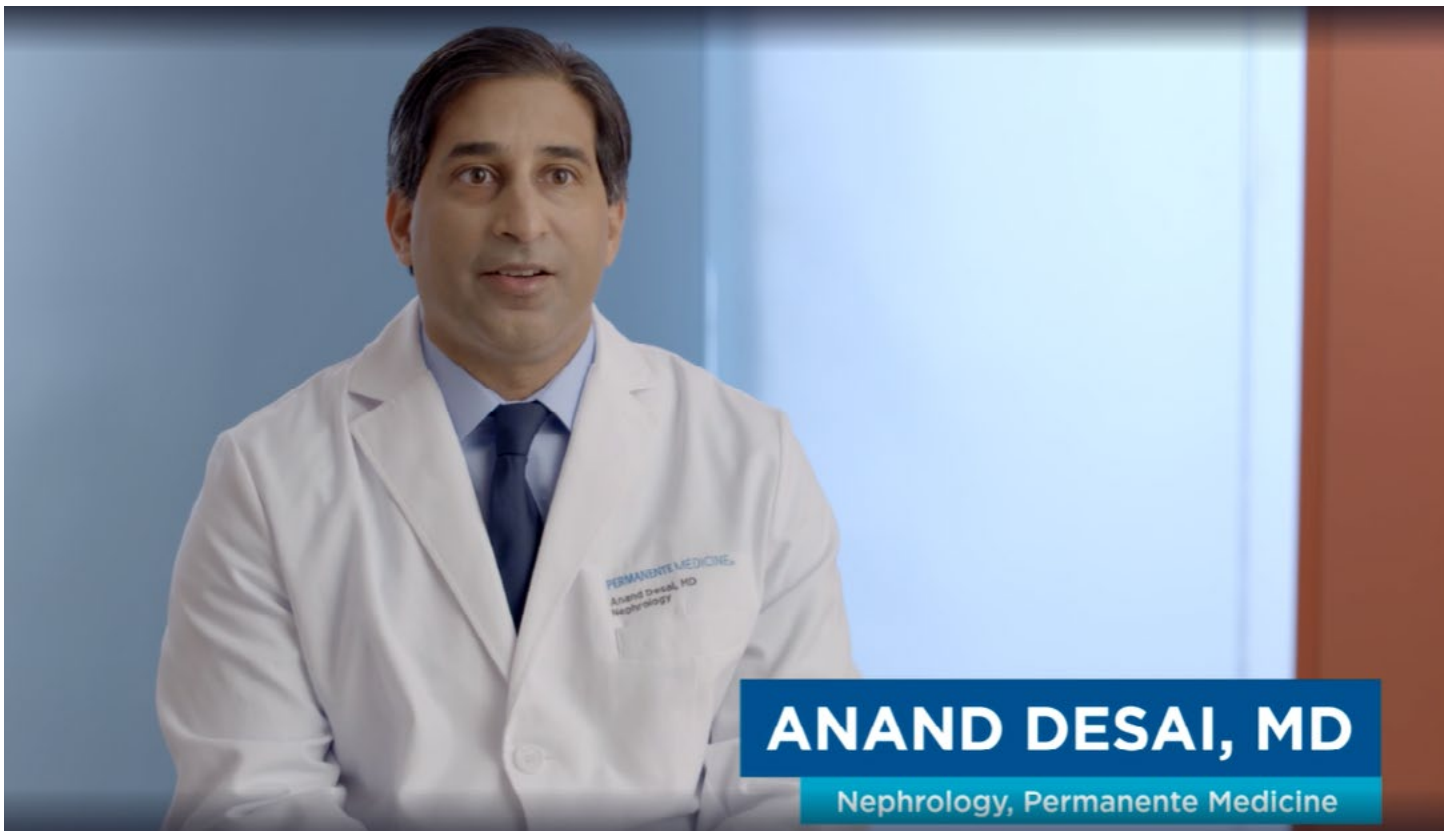 PERMANENTE MEDICINE
Anand Desai, MD
Nephrology
ANAND DESAI, MD
Nephrology, Permanente Medicine